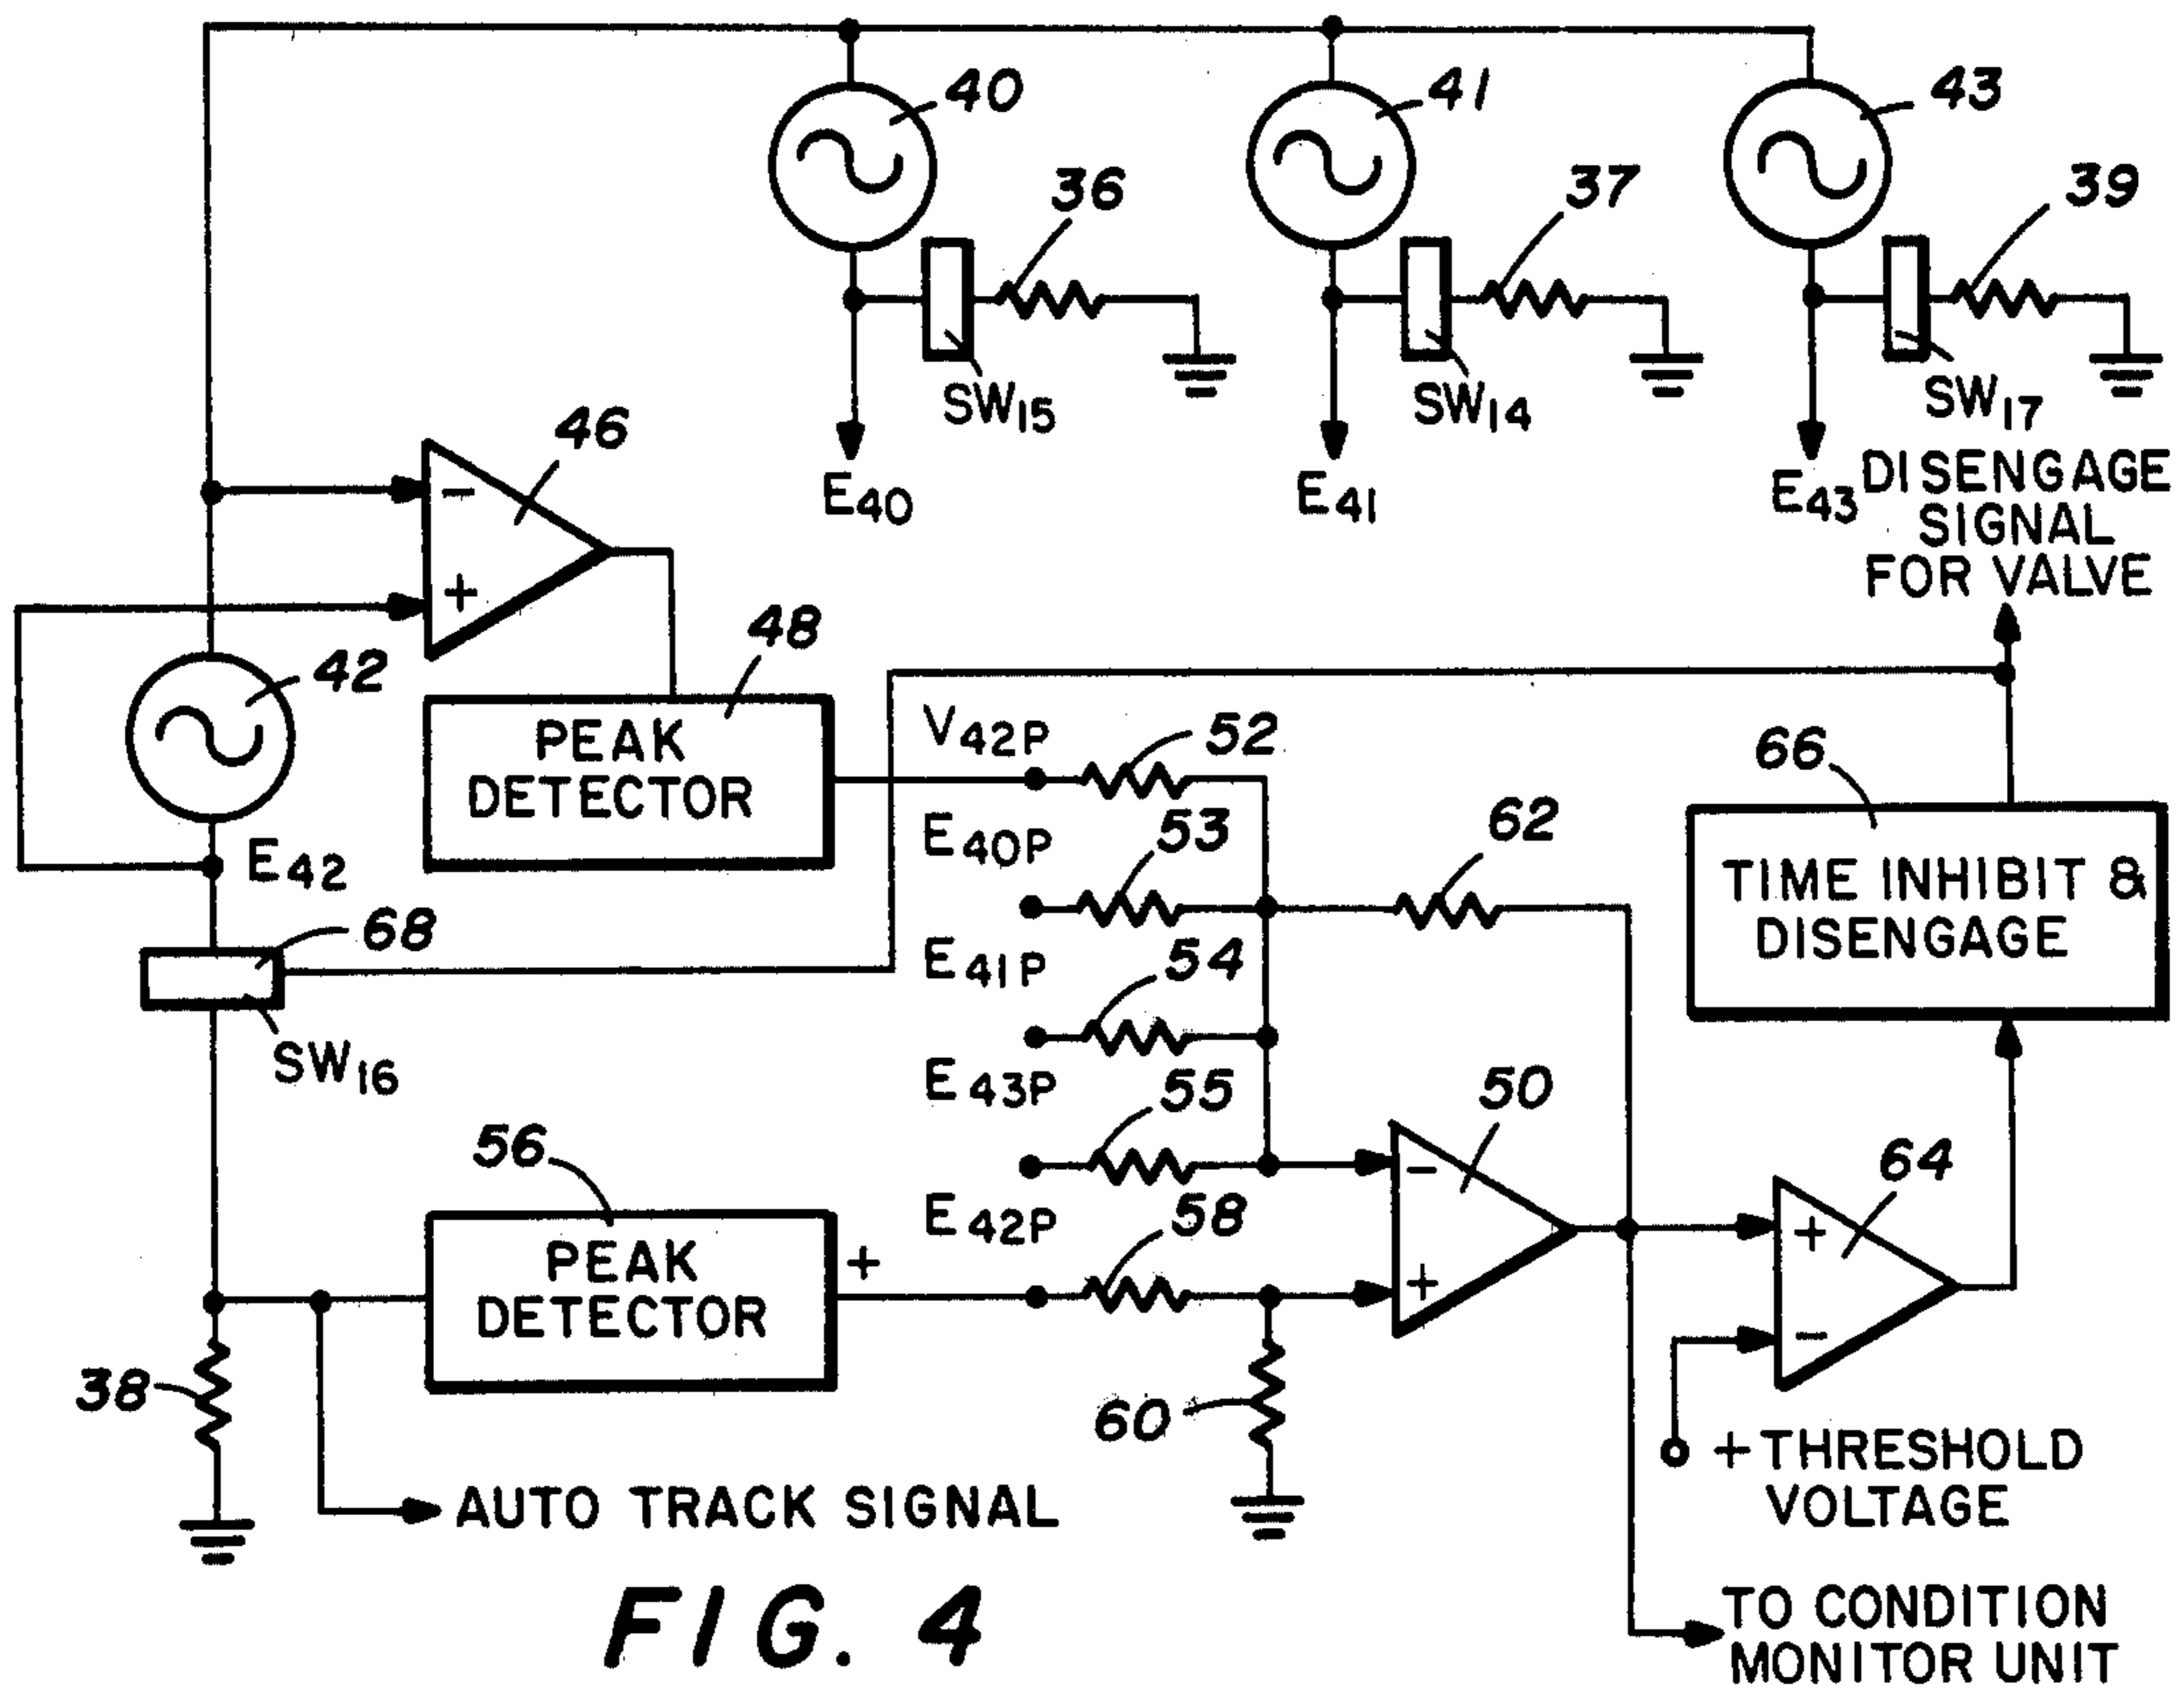 40
41
43
36
37
39
SW15
SW14
SW17
E40
E41
E43
DISENGAGE
SIGNAL
FOR VALVE
46
-
+
48
42
PEAK
DETECTOR
V42P
52
E40P
53
62
66
TIME INHIBIT &
DISENGAGE
E42
68
E41P
54
SW16
E43P
55
50
56
E42P
58
64
PEAK
DETECTOR
+
-
+
+
-
38
60
+ THRESHOLD
VOLTAGE
AUTO TRACK SIGNAL
TO CONDITION
MONITOR UNIT
FIG. 4